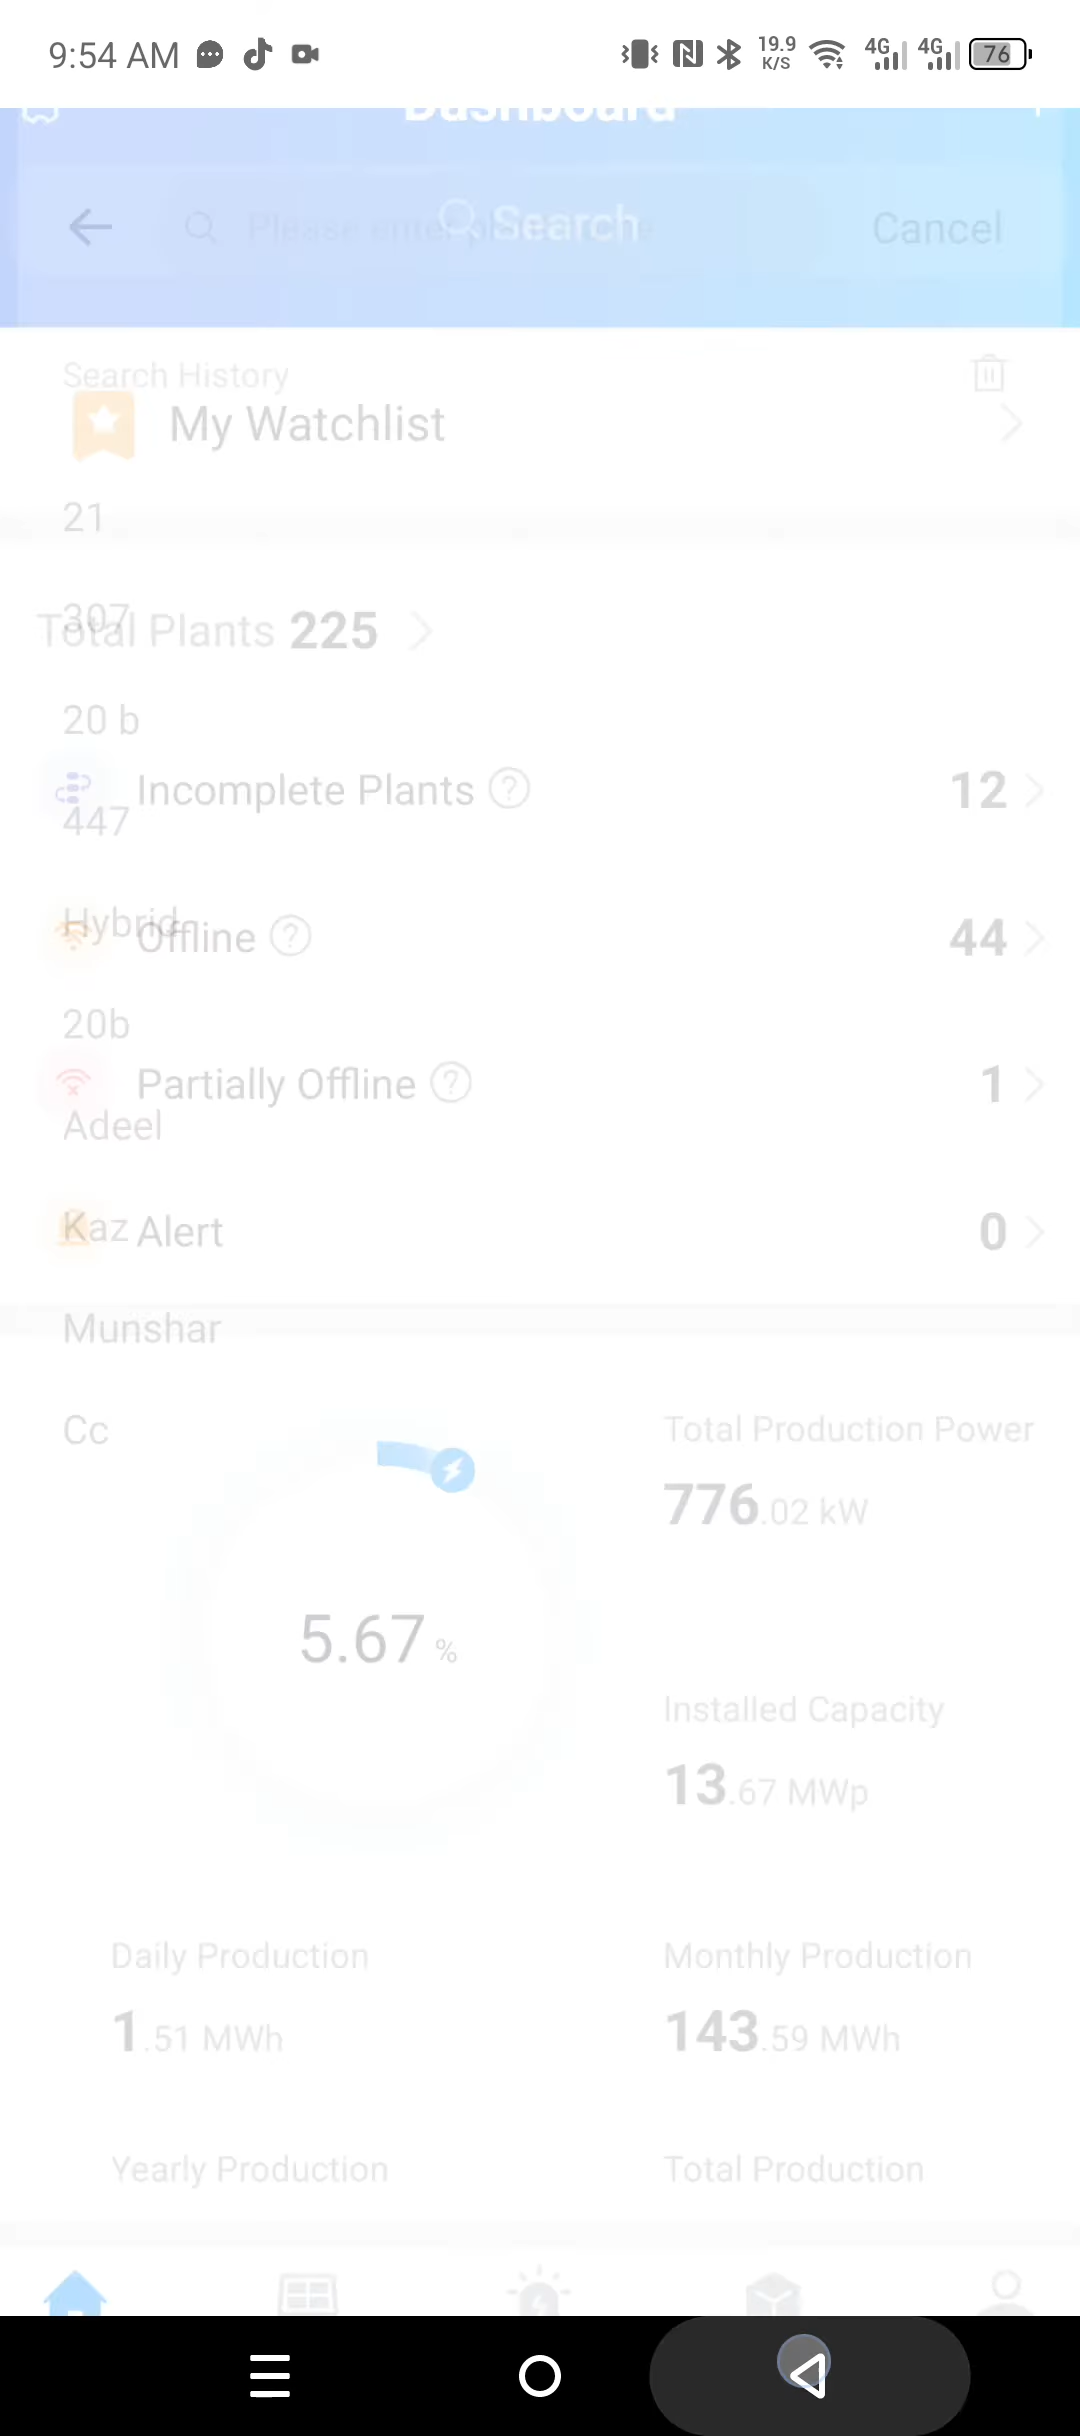 9:54 AM
19.9 K/S
4G
4G
76
Dashboard
Please enter
Search
Cancel
Search History
My Watchlist
21
307
Total Plants 225
20 b
Incomplete Plants
12
447
Hybrid
Offline
44
20b
Partially Offline
1
Adeel
Kaz
Alert
0
Munshar
Cc
Total Production Power
776.02 kW
5.67 %
Installed Capacity
13.67 MWp
Daily Production
Monthly Production
1.51 MWh
143.59 MWh
Yearly Production
Total Production